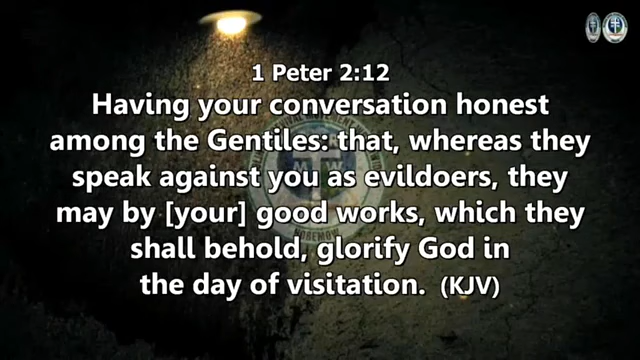 1 Peter 2:12
Having your conversation honest
among the Gentiles: that, whereas they
speak against you as evildoers, they
may by [your] good works, which they
shall behold, glorify God in
the day of visitation. (KJV)